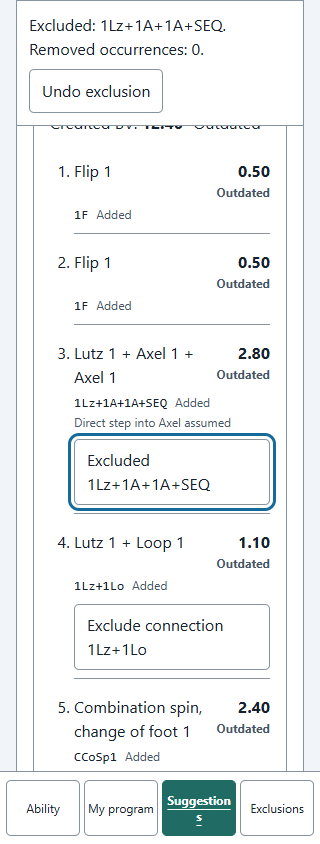 Excluded: 1Lz+1A+1A+SEQ.
Removed occurrences: 0.
Undo exclusion
Credited BV: 12.40 Outdated
1. Flip 1 0.50
Outdated
1F Added
2. Flip 1 0.50
Outdated
1F Added
3. Lutz 1 + Axel 1 + 2.80
Axel 1 Outdated
1Lz+1A+1A+SEQ Added
Direct step into Axel assumed
Excluded
1Lz+1A+1A+SEQ
4. Lutz 1 + Loop 1 1.10
Outdated
1Lz+1Lo Added
Exclude connection
1Lz+1Lo
5. Combination spin, 2.40
change of foot 1 Outdated
CCoSp1 Added
Ability
My program
Suggestion
s
Exclusions